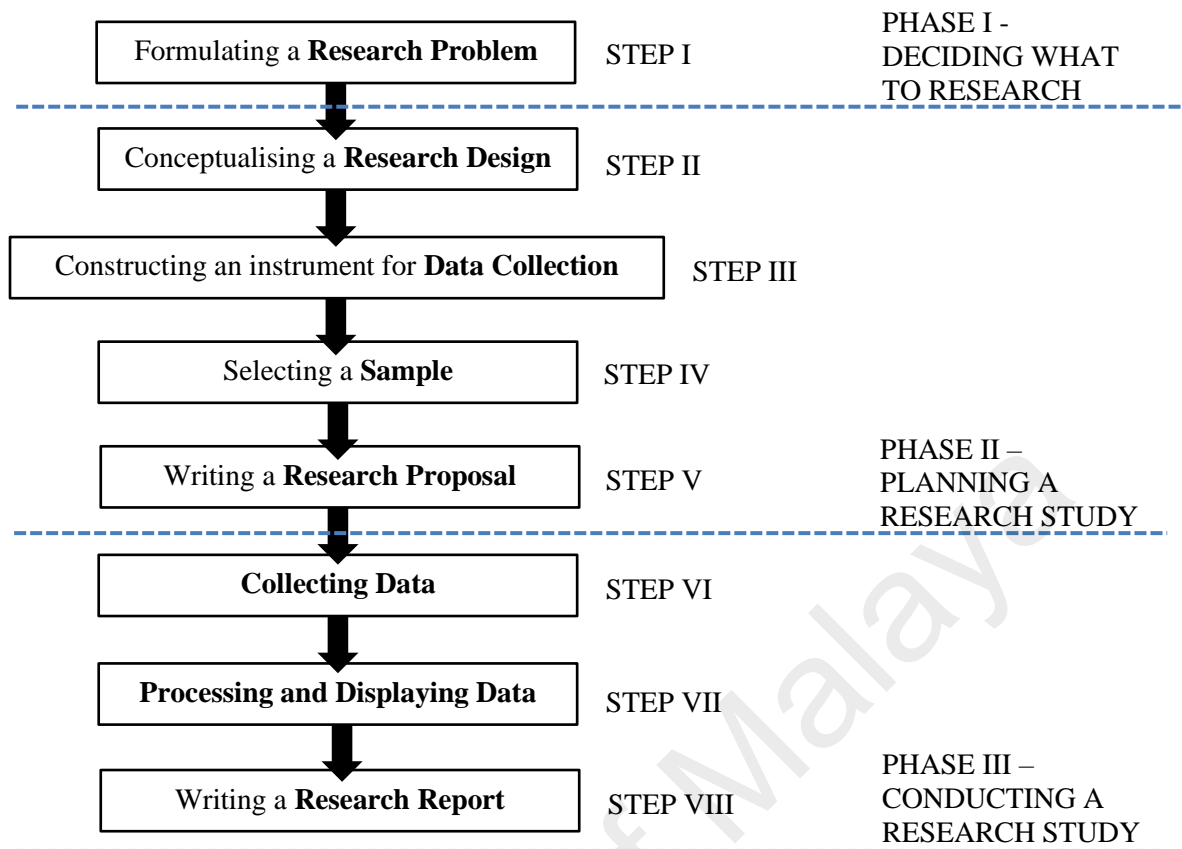 Formulating a Research Problem
STEP I
PHASE I -
DECIDING WHAT
TO RESEARCH
Conceptualising a Research Design
STEP II
Constructing an instrument for Data Collection
STEP III
Selecting a Sample
STEP IV
Writing a Research Proposal
STEP V
PHASE II –
PLANNING A
RESEARCH STUDY
Collecting Data
STEP VI
Processing and Displaying Data
STEP VII
Writing a Research Report
STEP VIII
PHASE III –
CONDUCTING A
RESEARCH STUDY
of Malaya